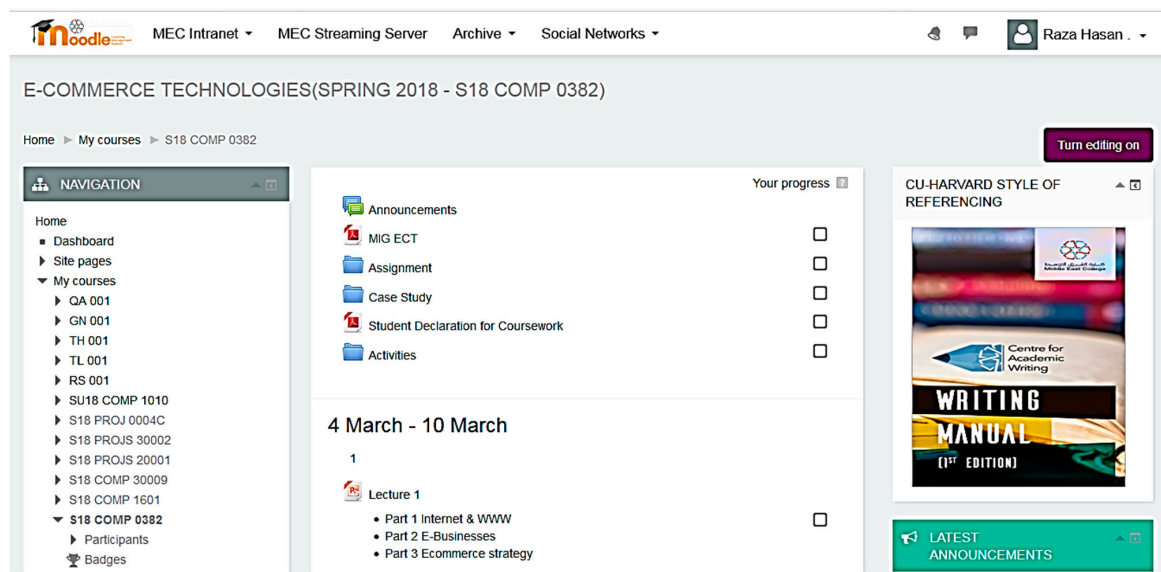 moodle
MEC Intranet
MEC Streaming Server
Archive
Social Networks
Raza Hasan .
E-COMMERCE TECHNOLOGIES(SPRING 2018 - S18 COMP 0382)
Home
My courses
S18 COMP 0382
Turn editing on
NAVIGATION
Home
Dashboard
Site pages
My courses
QA 001
GN 001
TH 001
TL 001
RS 001
SU18 COMP 1010
S18 PROJ 0004C
S18 PROJS 30002
S18 PROJS 20001
S18 COMP 30009
S18 COMP 1601
S18 COMP 0382
Participants
Badges
Your progress
Announcements
MIG ECT
Assignment
Case Study
Student Declaration for Coursework
Activities
4 March - 10 March
1
Lecture 1
Part 1 Internet & WWW
Part 2 E-Businesses
Part 3 Ecommerce strategy
CU-HARVARD STYLE OF
REFERENCING
Middle East College
Centre for
Academic
Writing
WRITING
MANUAL
(1ST EDITION)
LATEST
ANNOUNCEMENTS